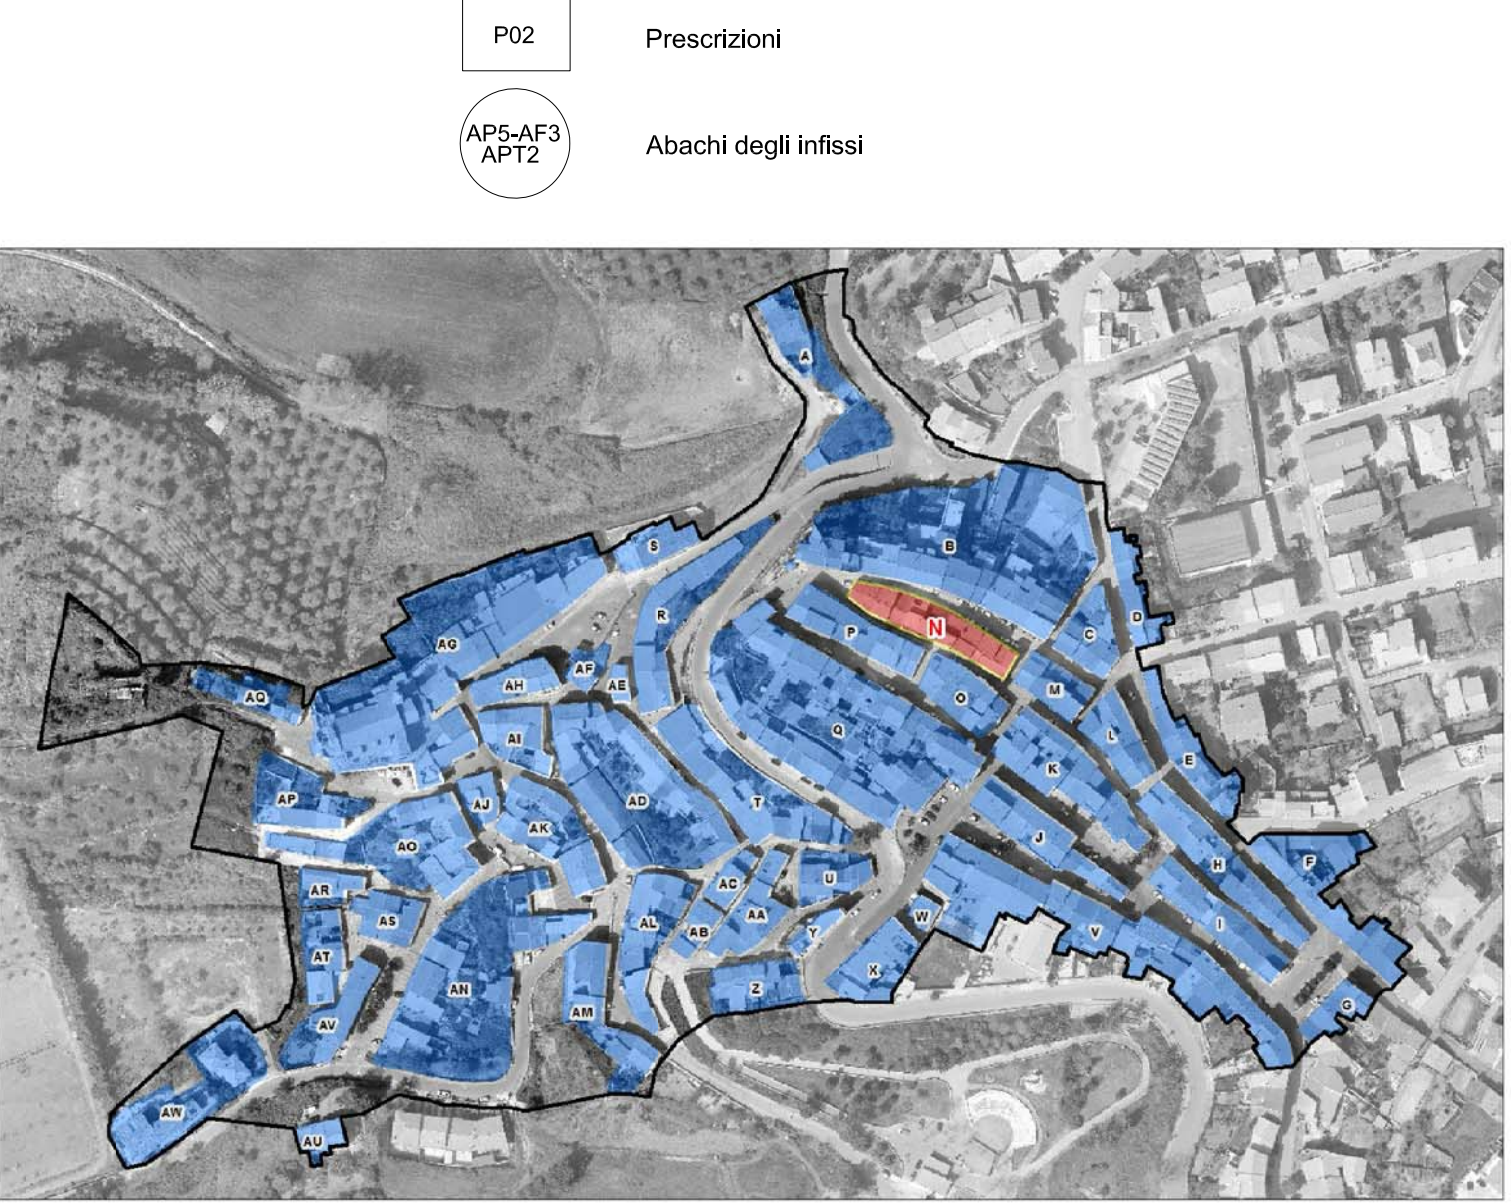 P02
Prescrizioni
AP5-AF3
APT2
Abachi degli infissi
A
S
B
R
N
P
C
D
AG
AF
AH
AE
M
AQ
O
Q
L
AI
K
E
AP
AJ
AD
T
AK
J
AO
H
F
AR
AC
U
AS
AL
AB
AA
Y
W
V
I
AT
X
AN
Z
AM
G
AV
AW
AU